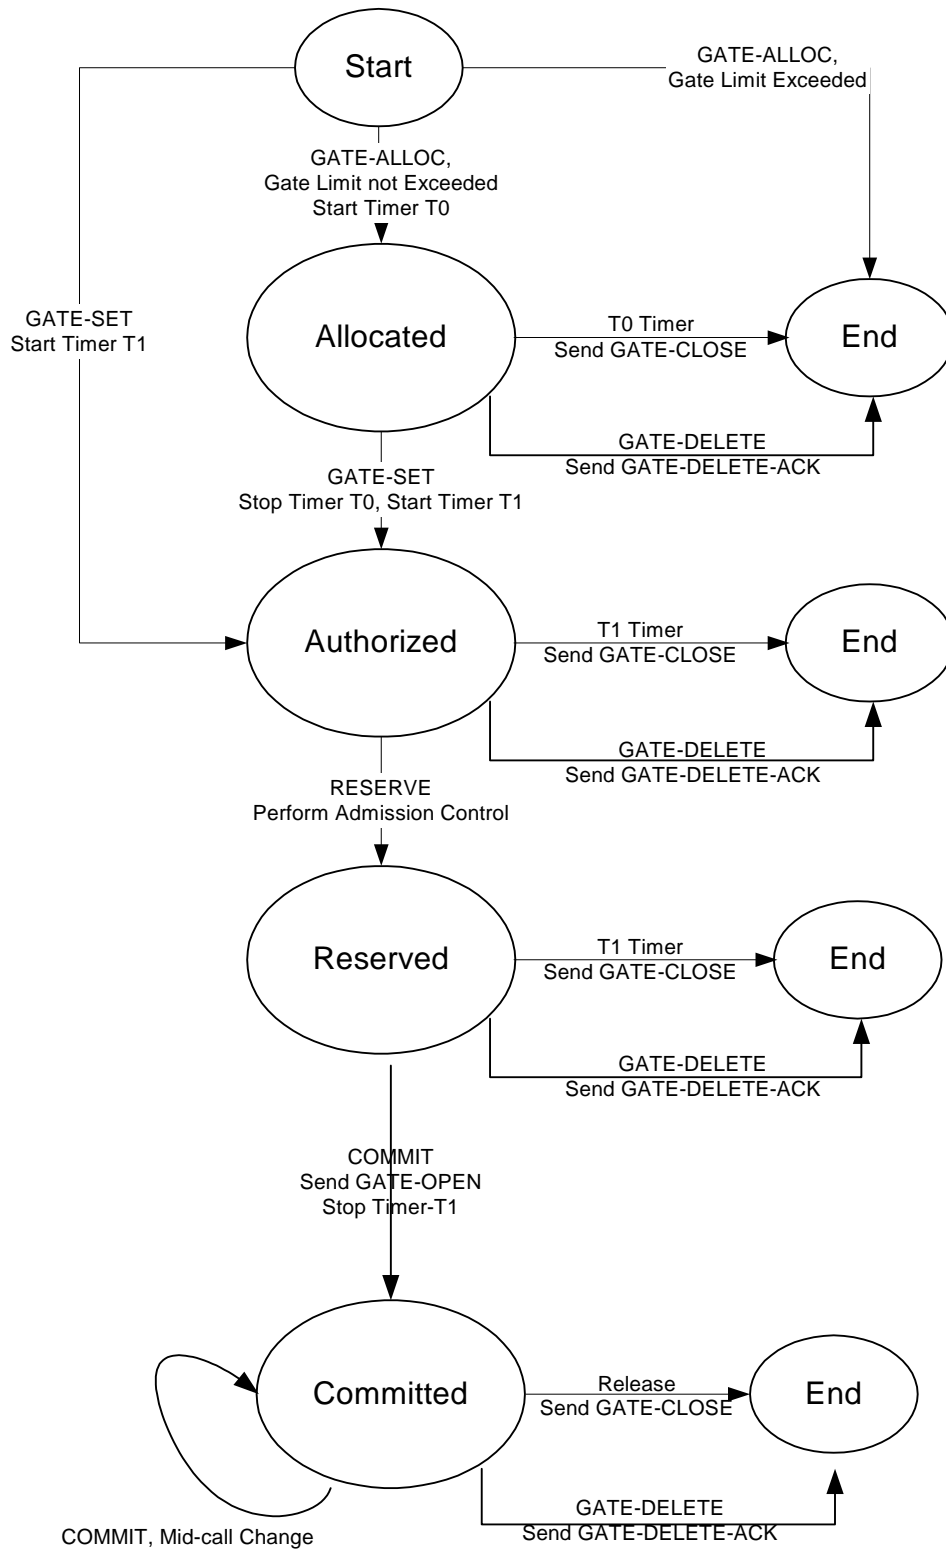 Start
GATE-ALLOC,
Gate Limit Exceeded
GATE-ALLOC,
Gate Limit not Exceeded
Start Timer T0
GATE-SET
Start Timer T1
Allocated
T0 Timer
Send GATE-CLOSE
End
GATE-DELETE
Send GATE-DELETE-ACK
GATE-SET
Stop Timer T0, Start Timer T1
Authorized
T1 Timer
Send GATE-CLOSE
End
GATE-DELETE
Send GATE-DELETE-ACK
RESERVE
Perform Admission Control
Reserved
T1 Timer
Send GATE-CLOSE
End
GATE-DELETE
Send GATE-DELETE-ACK
COMMIT
Send GATE-OPEN
Stop Timer-T1
Committed
Release
Send GATE-CLOSE
End
GATE-DELETE
Send GATE-DELETE-ACK
COMMIT, Mid-call Change